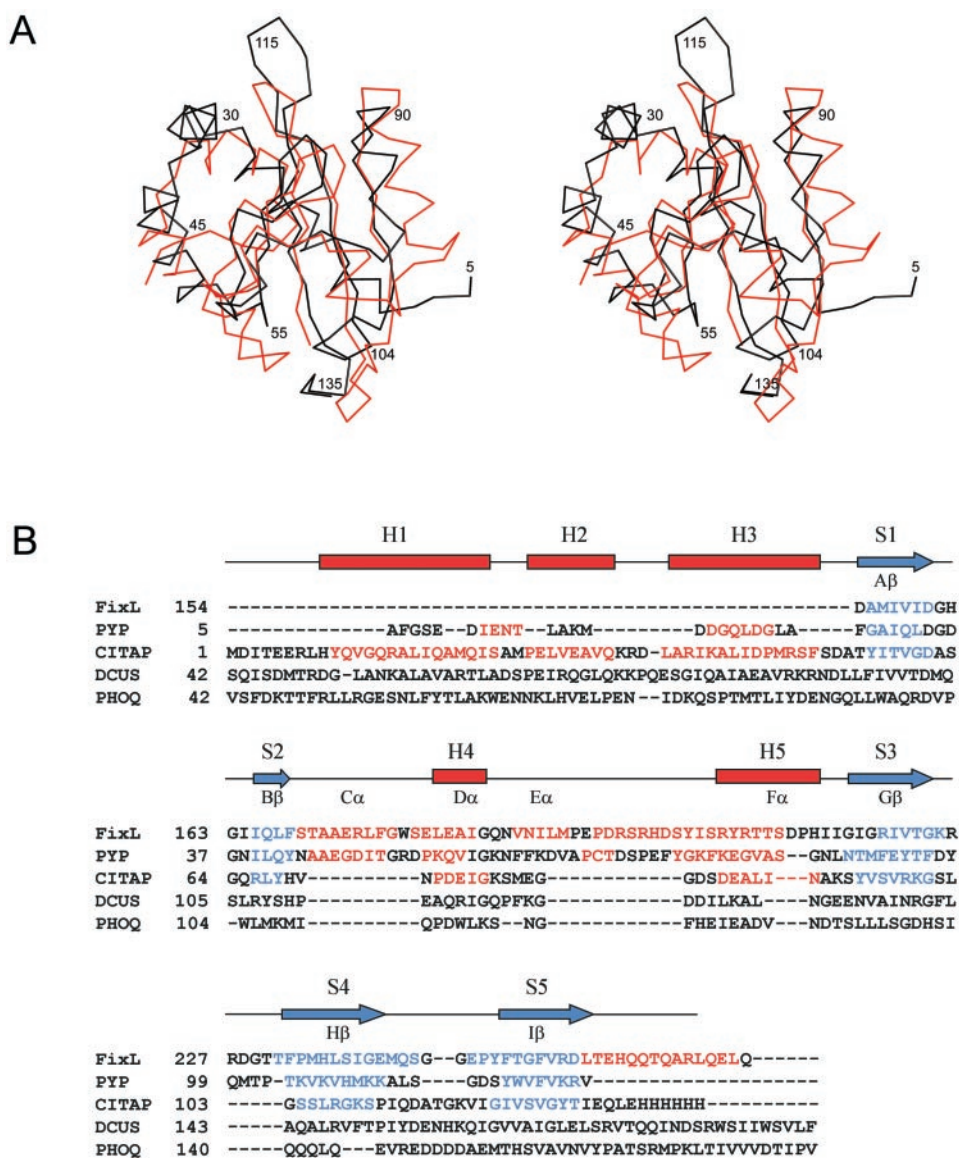 A
115 115
30 90 30 90
45 45
5 5
55 55
104 104
135 135
B
H1 H2 H3 S1
Aβ
FixL 154 -----------------------------------DAMIVIDGH
PYP 5 ---------AFGSE-DIENT--LAKM------DDGQLDGLA---FGAIQLDGD
CITAP 1 MDITEERLHYQVGQRALIQAMQISAMPELVEAVQKRD-LARIKALIDPMRSFSDATYITVGDAS
DCUS 42 SQISDMTRDG-LANKALAVARTLADSPEIRQGLQKKPQESGIQAIAEAVRKRNDLLFIVVTDMQ
PHOQ 42 VSFDKTTFRLLRGESNLFYTLAKWENNKLHVELPEN---IDKQSPTMTLIYDENGQLLWAQRDVP
S2 H4 H5 S3
Bβ Cα Dα Eα Fα Gβ
FixL 163 GIIQLFSTAAERLFGWSELEAIGQNVNILMPEPDRSRHDSYISRYRTTSDPHIIGIGRIVTGKR
PYP 37 GNILQYNAAEGDITGRDPKQVIGKNFFKDVAPCTDSPEFYGKFKEGVAS--GNLNTMFEYTFDY
CITAP 64 GQRLYHV----------NPDEIGKSMEG------------GDSDEALI---NAKSYVSVRKGSL
DCUS 105 SLRYSHP----------EAQRIGQPFKG------------DDILKAL----NGEENVAINRGFL
PHOQ 104 -WLMKMI----------QPDWLKS--NG------------FHEIEADV---NDTSLLLSGDHSI
S4 S5
Hβ Iβ
FixL 227 RDGTTFPMHLSIGEMQSG--GEPYFTGFVRDLTEHQQTQARLQELQ------
PYP 99 QMTP-TKVKVHMKKALS----GDSYWVFVKRV--------------------
CITAP 103 -----GSSLRGKSPIQDATGKVIGIVSVGYTIEQLEHHHHHH----------
DCUS 143 -----AQALRVFTPIYDENHKQIGVVAIGLELSRVTQQINDSRWSIIWSVLF
PHOQ 140 -----QQQLQ---EVREDDDDAEMTHSVAVNVYPATSRMPKLTIVVVDTIPV